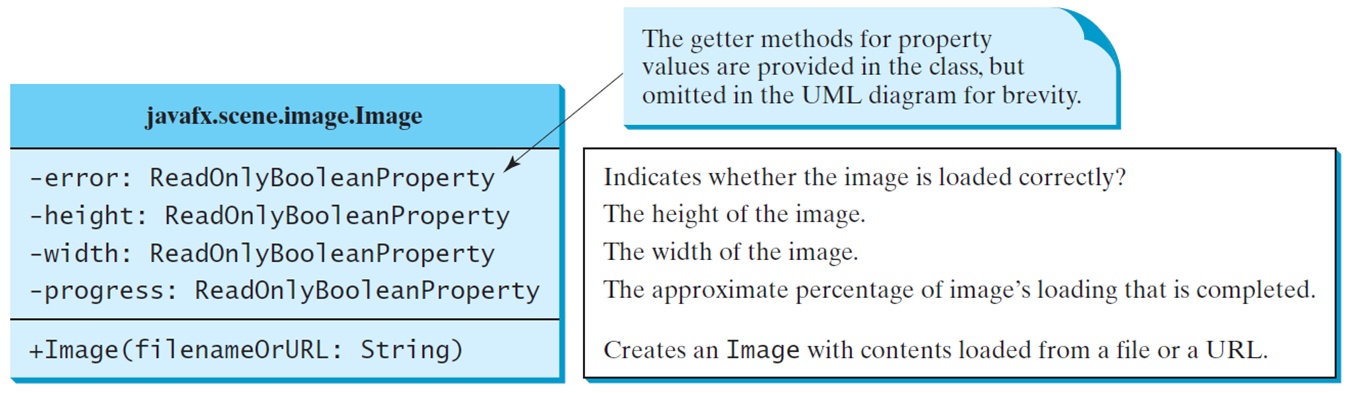 The getter methods for property
values are provided in the class, but
omitted in the UML diagram for brevity.
javafx.scene.image.Image
-error: ReadOnlyBooleanProperty
-height: ReadOnlyBooleanProperty
-width: ReadOnlyBooleanProperty
-progress: ReadOnlyBooleanProperty
+Image(filenameOrURL: String)
Indicates whether the image is loaded correctly?
The height of the image.
The width of the image.
The approximate percentage of image’s loading that is completed.
Creates an Image with contents loaded from a file or a URL.